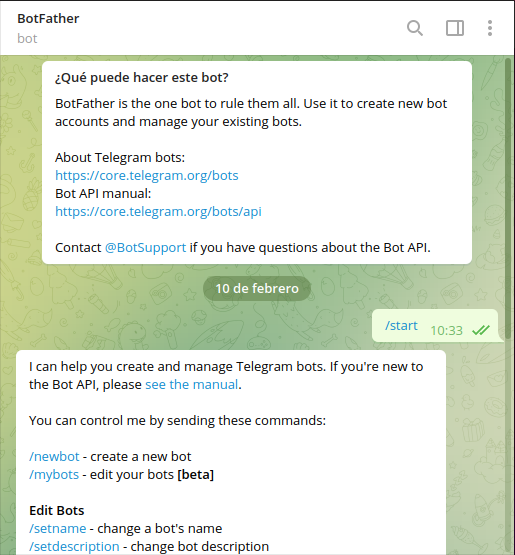 BotFather
bot
¿Qué puede hacer este bot?
BotFather is the one bot to rule them all. Use it to create new bot
accounts and manage your existing bots.
About Telegram bots:
https://core.telegram.org/bots
Bot API manual:
https://core.telegram.org/bots/api
Contact @BotSupport if you have questions about the Bot API.
10 de febrero
/start 10:33
I can help you create and manage Telegram bots. If you're new to
the Bot API, please see the manual.
You can control me by sending these commands:
/newbot - create a new bot
/mybots - edit your bots [beta]
Edit Bots
/setname - change a bot's name
/setdescription - change bot description